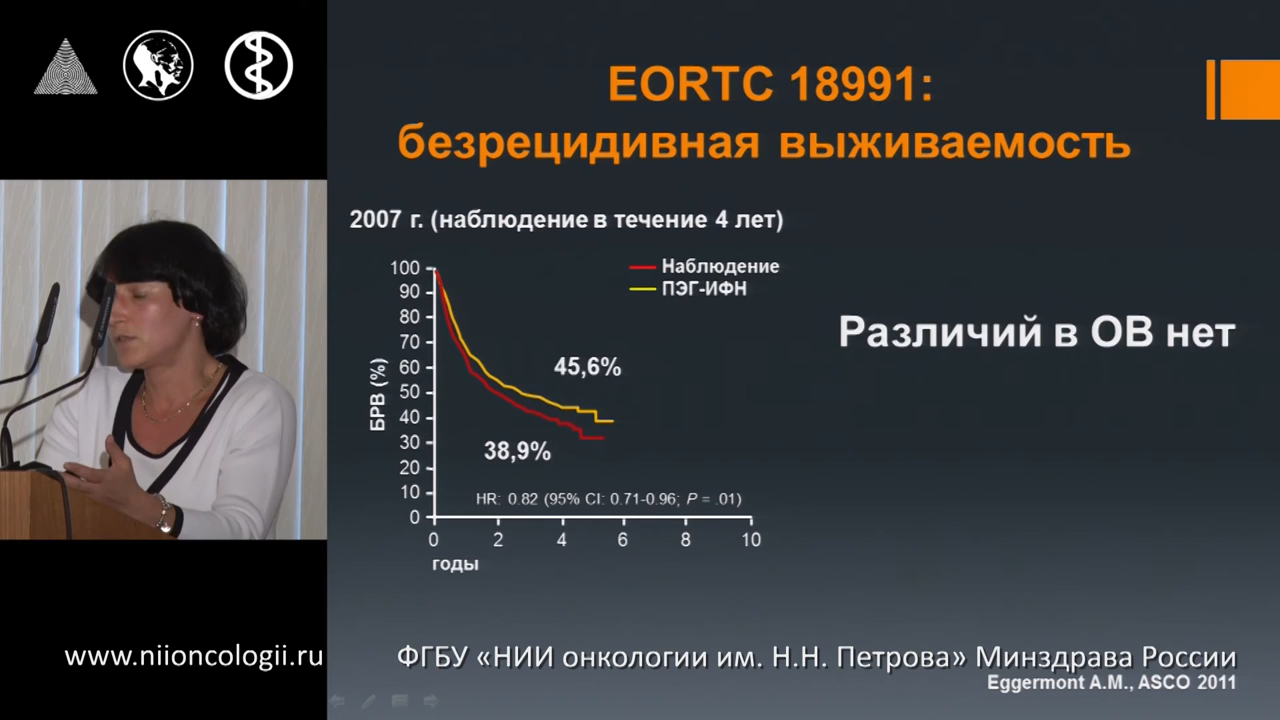 EORTC 18991:
безрецидивная выживаемость
2007 г. (наблюдение в течение 4 лет)
Наблюдение
ПЭГ-ИФН
Различий в ОВ нет
БРВ (%)
100
90
80
70
60
50
40
30
20
10
0
45,6%
38,9%
HR: 0.82 (95% CI: 0.71-0.96; P = .01)
0 2 4 6 8 10
годы
www.niioncologii.ru
ФГБУ «НИИ онкологии им. Н.Н. Петрова» Минздрава России
Eggermont A.M., ASCO 2011